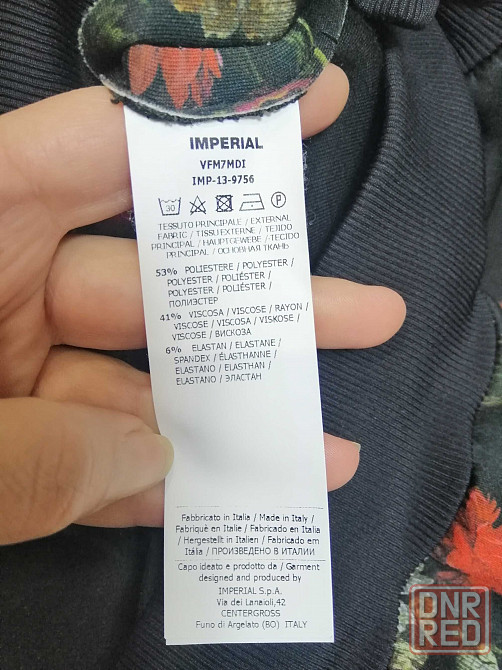 IMPERIAL
VFM7MDI
IMP-13-9756
30
P
TESSUTO PRINCIPALE / EXTERNAL
FABRIC / TISSU EXTERNE / TEJIDO
PRINCIPAL / HAUPTGEWEBE / TECIDO
PRINCIPAL / ОСНОВНАЯ ТКАНЬ
53% POLIESTERE / POLYESTER /
POLYESTER / POLIÉSTER /
POLYESTER / POLIÉSTER /
ПОЛИЭСТЕР
41% VISCOSA / VISCOSE / RAYON /
VISCOSE / VISCOSA / VISKOSE /
VISCOSE / ВИСКОЗА
6% ELASTAN / ELASTANE /
SPANDEX / ÉLASTHANNE /
ELASTANO / ELASTHAN /
ELASTANO / ЭЛАСТАН
Fabbricato in Italia / Made in Italy /
Fabriqué en Italie / Fabricado en Italia
/ Hergestellt in Italien / Fabricado em
Itália / ПРОИЗВЕДЕНО В ИТАЛИИ
Capo ideato e prodotto da / Garment
designed and produced by
IMPERIAL S.p.A.
Via dei Lanaioli,42
CENTERGROSS
Funo di Argelato (BO) ITALY
DNR
RED